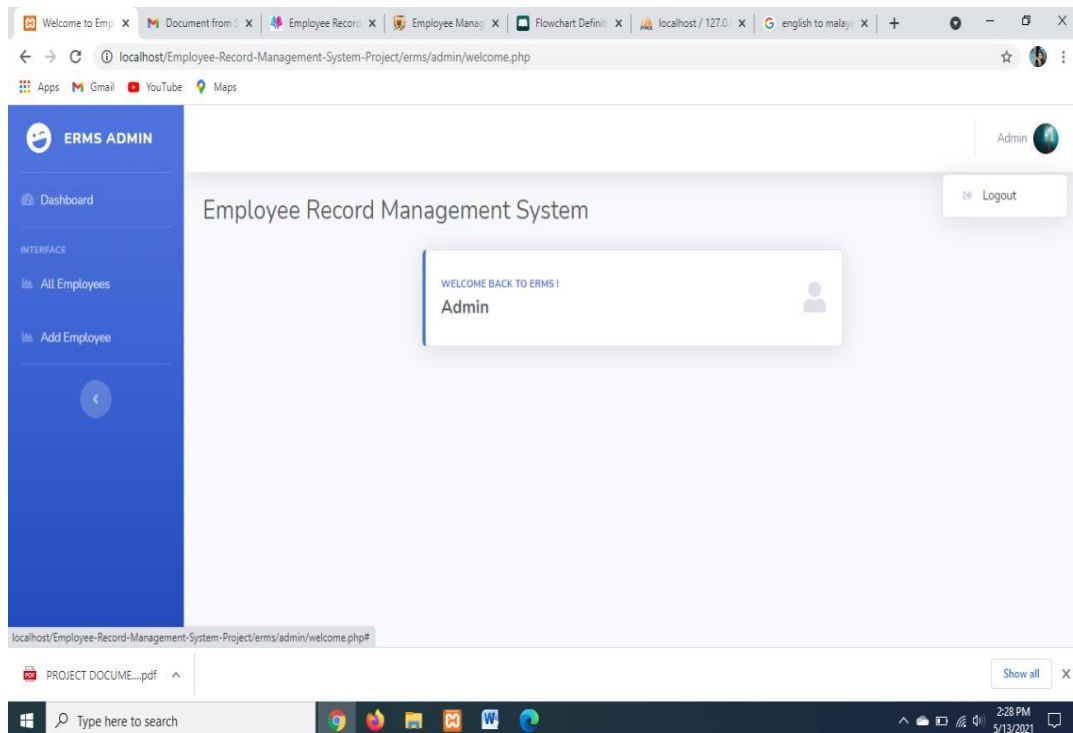 Welcome to Emp
Document from S
Employee Record
Employee Manag
Flowchart Definiti
localhost / 127.0.0
english to malaya
localhost/Employee-Record-Management-System-Project/erms/admin/welcome.php
Apps
Gmail
YouTube
Maps
ERMS ADMIN
Admin
Logout
Dashboard
Employee Record Management System
INTERFACE
All Employees
WELCOME BACK TO ERMS !
Admin
Add Employee
localhost/Employee-Record-Management-System-Project/erms/admin/welcome.php#
PROJECT DOCUME....pdf
Show all
Type here to search
2:28 PM
5/13/2021